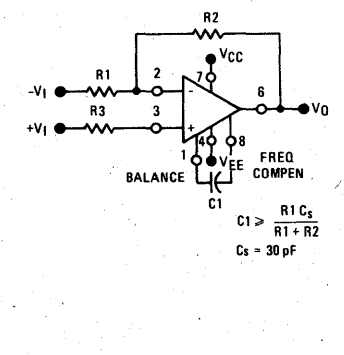 R2
VCC
R1
2
7
-VI
-
6
VO
R3
3
+VI
+
1
4
8
VEE
FREQ
COMPEN
BALANCE
C1
C1 ⩾ R1 Cs
R1 + R2
Cs = 30 pF